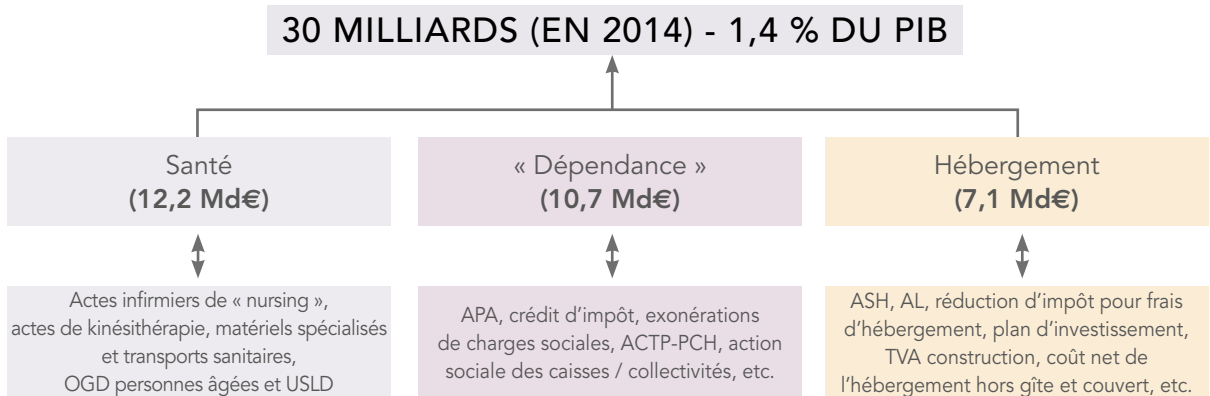 30 MILLIARDS (EN 2014) - 1,4 % DU PIB
Santé
(12,2 Md€)
Actes infirmiers de « nursing »,
actes de kinésithérapie, matériels spécialisés
et transports sanitaires,
OGD personnes âgées et USLD
« Dépendance »
(10,7 Md€)
APA, crédit d'impôt, exonérations
de charges sociales, ACTP-PCH, action
sociale des caisses / collectivités, etc.
Hébergement
(7,1 Md€)
ASH, AL, réduction d'impôt pour frais
d'hébergement, plan d'investissement,
TVA construction, coût net de
l'hébergement hors gîte et couvert, etc.